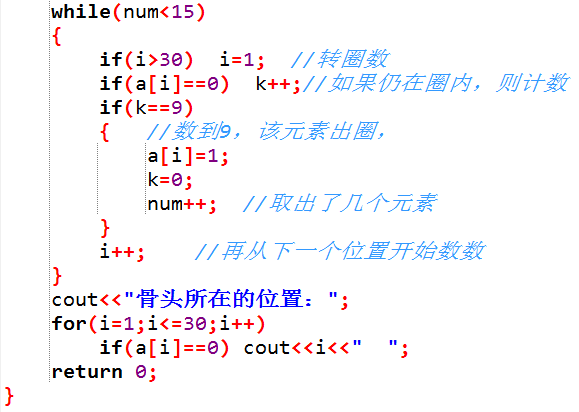 while(num<15)
{
if(i>30)  i=1;  //转圈数
if(a[i]==0)  k++;//如果仍在圈内，则计数
if(k==9)
{   //数到9，该元素出圈，
a[i]=1;
k=0;
num++;  //取出了几个元素
}
i++;    //再从下一个位置开始数数
}
cout<<"骨头所在的位置：";
for(i=1;i<=30;i++)
if(a[i]==0) cout<<i<<"  ";
return 0;
}